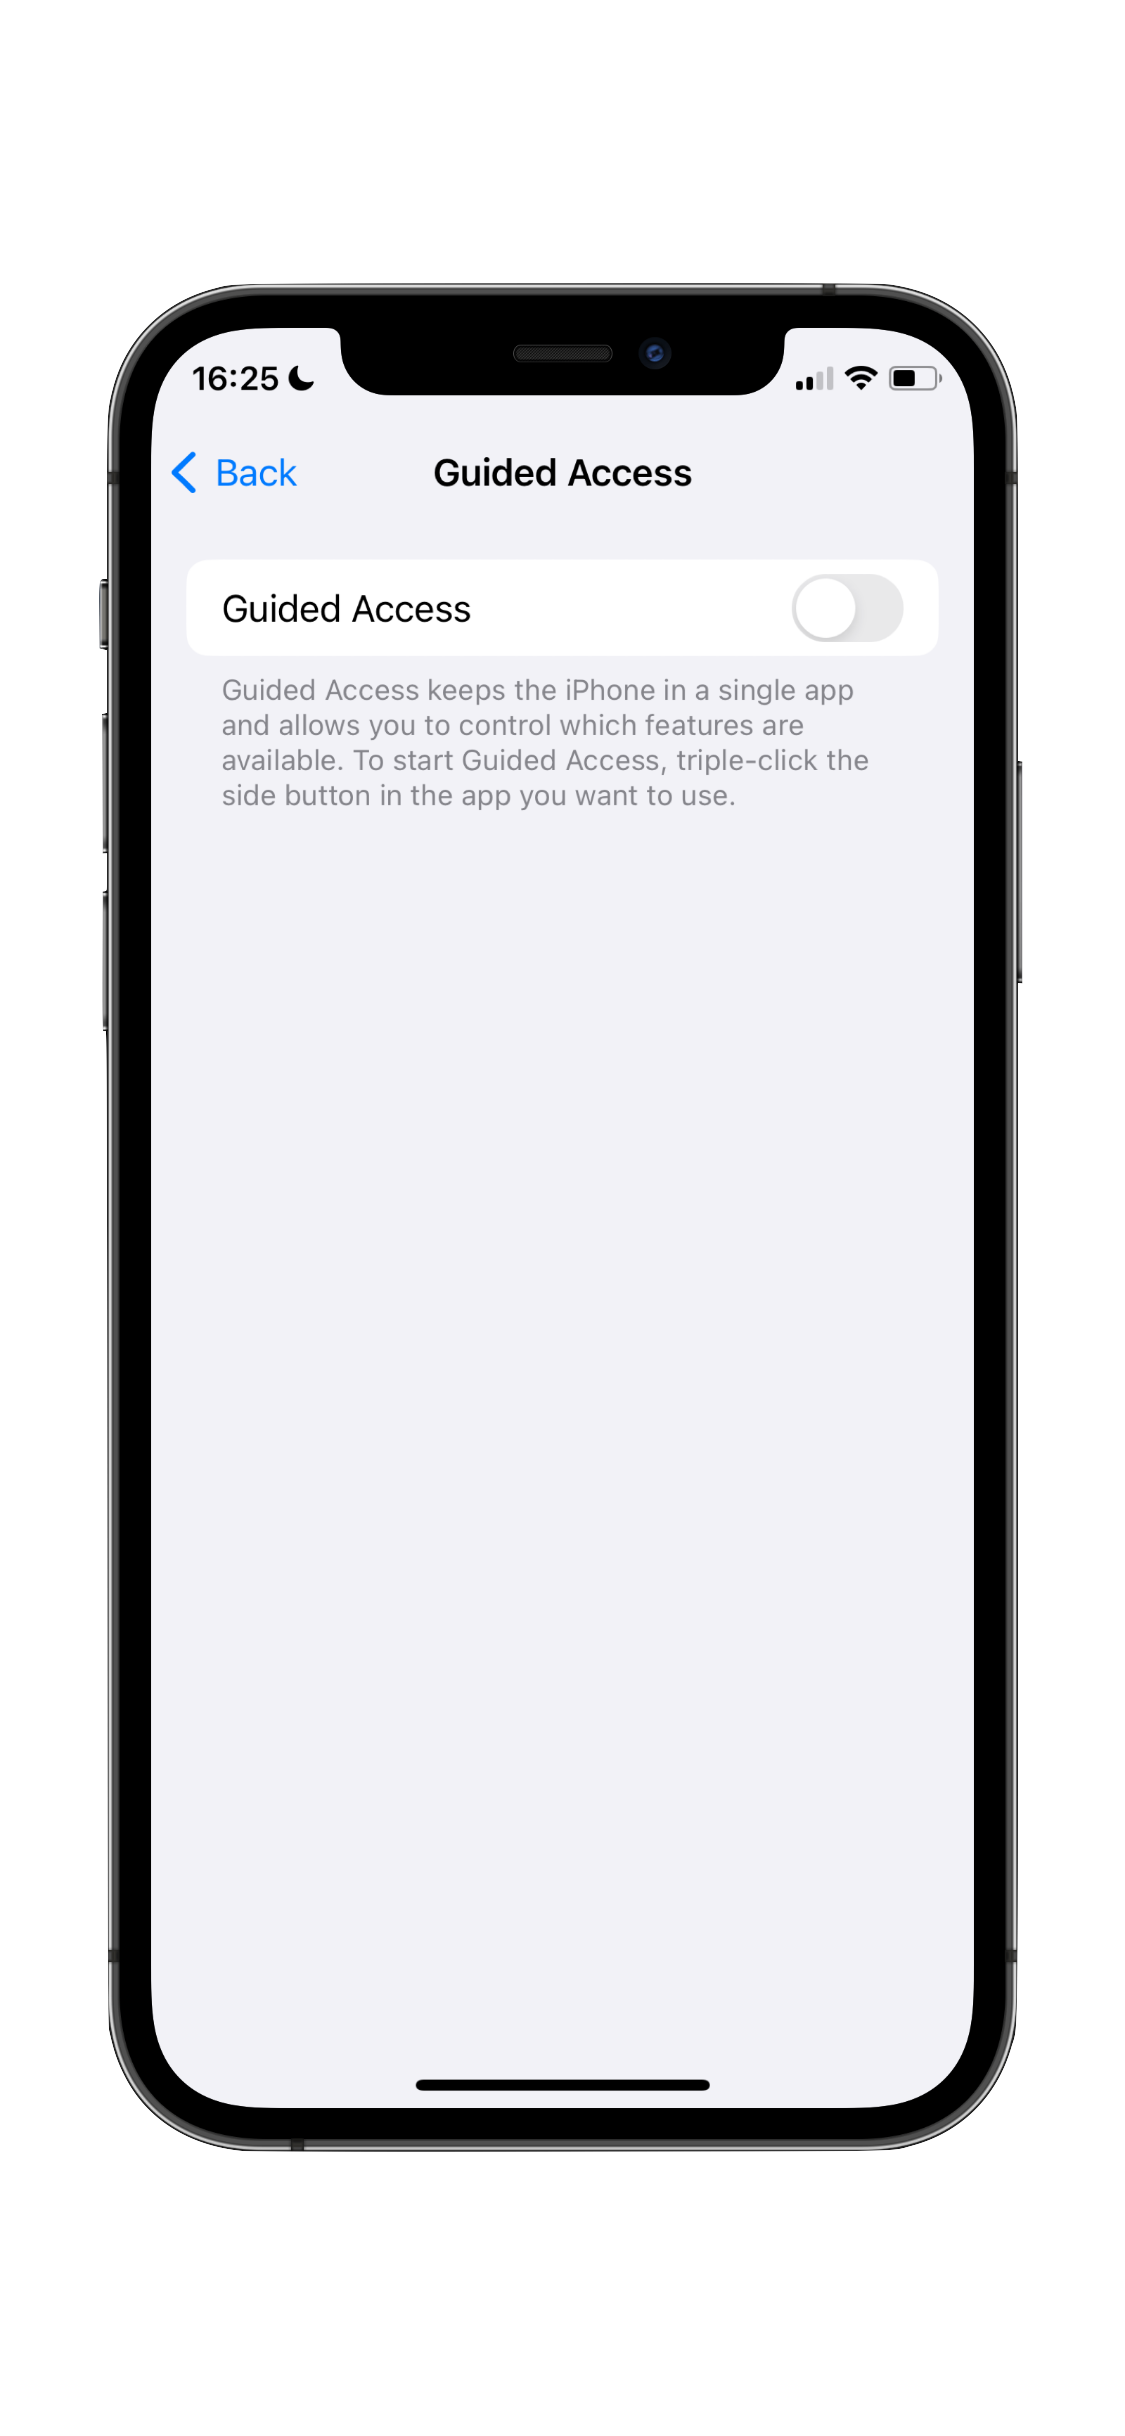 16:25
Back
Guided Access
Guided Access
Guided Access keeps the iPhone in a single app
and allows you to control which features are
available. To start Guided Access, triple-click the
side button in the app you want to use.